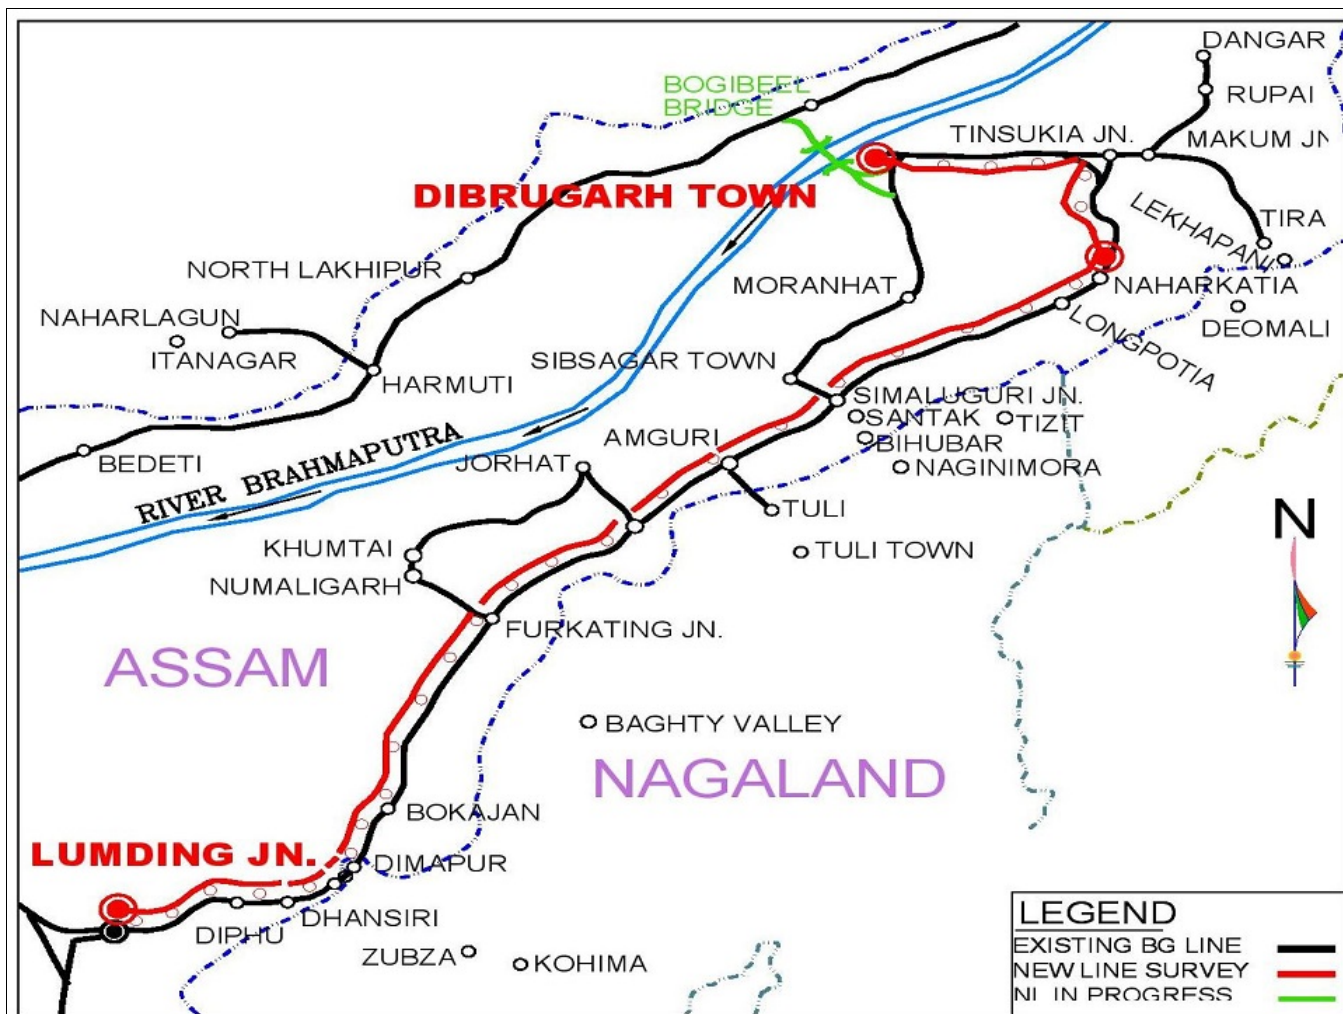 DANGAR
BOGIBEEL
BRIDGE
RUPAI
TINSUKIA JN.
MAKUM JN
DIBRUGARH TOWN
LEKHAPANI
TIRA
NORTH LAKHIPUR
MORANHAT
NAHARKATIA
NAHARLAGUN
ITANAGAR
LONGPOTIA
DEOMALI
SIBSAGAR TOWN
HARMUTI
SIMALUGURI JN.
SANTAK
TIZIT
AMGURI
BIHUBAR
BEDETI
RIVER BRAHMAPUTRA
JORHAT
NAGINIMORA
TULI
N
KHUMTAI
TULI TOWN
NUMALIGARH
FURKATING JN.
ASSAM
BAGHTY VALLEY
NAGALAND
BOKAJAN
LUMDING JN.
DIMAPUR
DHANSIRI
DIPHU
ZUBZA
KOHIMA
LEGEND
EXISTING BG LINE
NEW LINE SURVEY
NL IN PROGRESS